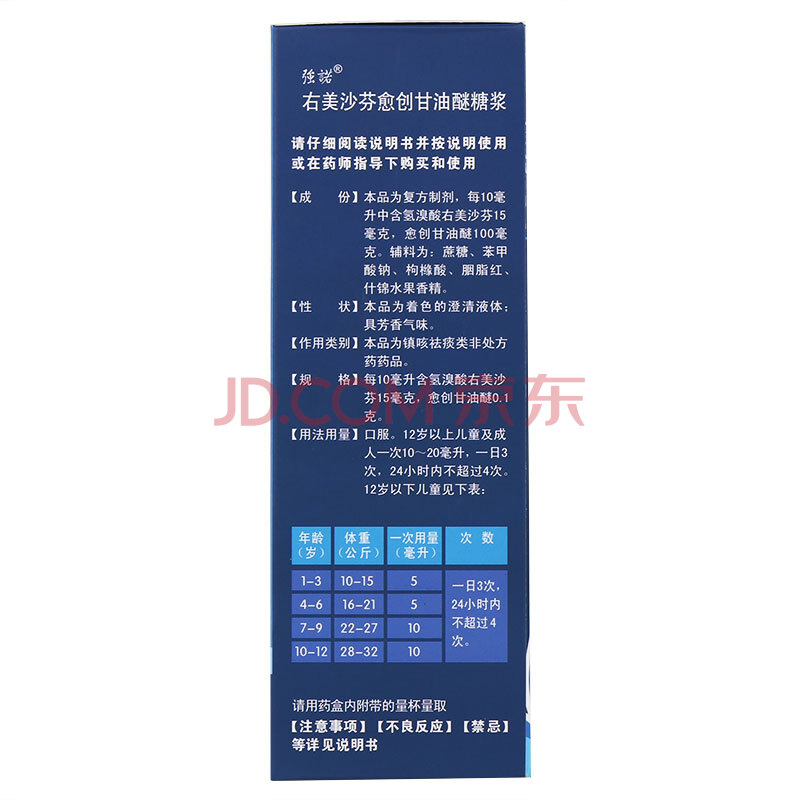 强诺®
右美沙芬愈创甘油醚糖浆
请仔细阅读说明书并按说明使用
或在药师指导下购买和使用
【成 份】本品为复方制剂，每10毫
升中含氢溴酸右美沙芬15
毫克，愈创甘油醚100毫
克。辅料为：蔗糖、苯甲
酸钠、枸橼酸、胭脂红、
什锦水果香精。
【性 状】本品为着色的澄清液体；
具芳香气味。
【作用类别】本品为镇咳祛痰类非处方
药药品。
【规 格】每10毫升含氢溴酸右美沙
芬15毫克，愈创甘油醚0.1
克。
JD.COM 京东
【用法用量】口服。12岁以上儿童及成
人一次10～20毫升，一日3
次，24小时内不超过4次。
12岁以下儿童见下表：
年龄（岁） 体重（公斤） 一次用量（毫升） 次 数
1-3 10-15 5 一日3次，
4-6 16-21 5 24小时内
7-9 22-27 10 不超过4
10-12 28-32 10 次。
请用药盒内附带的量杯量取
【注意事项】【不良反应】【禁忌】
等详见说明书